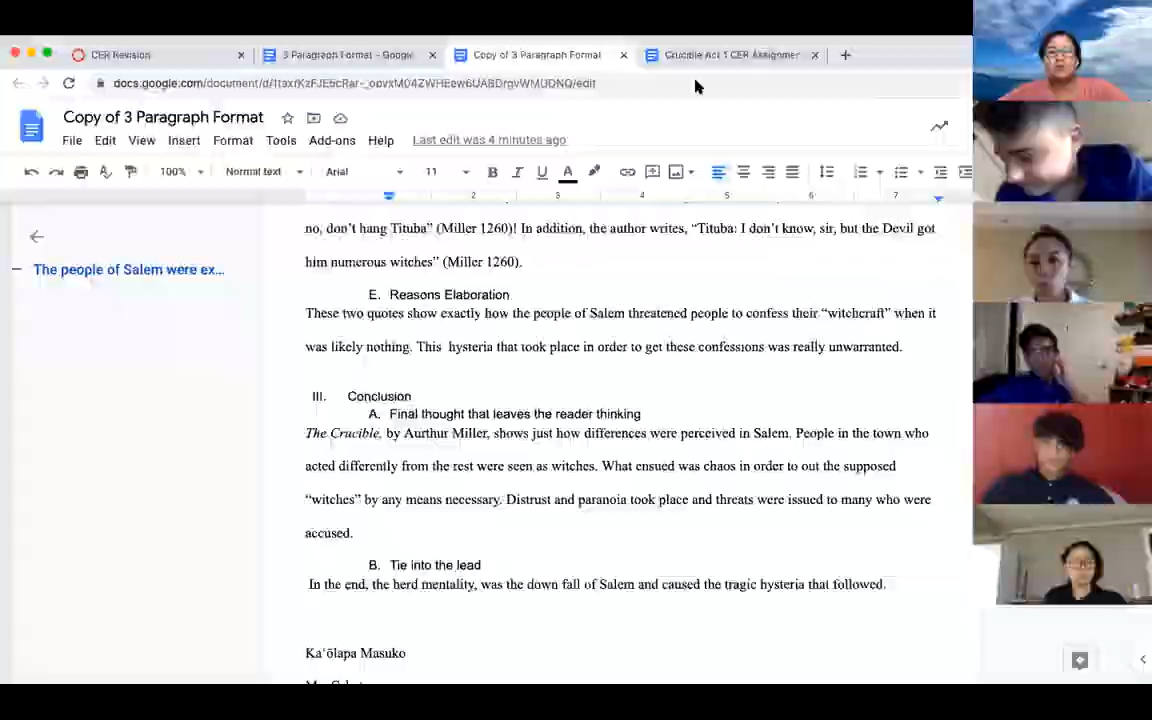 CER Revision
3 Paragraph Format - Google
Copy of 3 Paragraph Format
Crucible Act 1 CER Assignmer
Copy of 3 Paragraph Format
File Edit View Insert Format Tools Add-ons Help Last edit was 4 minutes ago
100% Normal text Arial 11
2 3 4 5 6 7
The people of Salem were ex...
no, don't hang Tituba" (Miller 1260)! In addition, the author writes, "Tituba: I don't know, sir, but the Devil got
him numerous witches" (Miller 1260).
E. Reasons Elaboration
These two quotes show exactly how the people of Salem threatened people to confess their "witchcraft" when it
was likely nothing. This hysteria that took place in order to get these confessions was really unwarranted.
III. Conclusion
A. Final thought that leaves the reader thinking
The Crucible, by Aurthur Miller, shows just how differences were perceived in Salem. People in the town who
acted differently from the rest were seen as witches. What ensued was chaos in order to out the supposed
"witches" by any means necessary. Distrust and paranoia took place and threats were issued to many who were
accused.
B. Tie into the lead
In the end, the herd mentality, was the down fall of Salem and caused the tragic hysteria that followed.
Kaʻōlapa Masuko